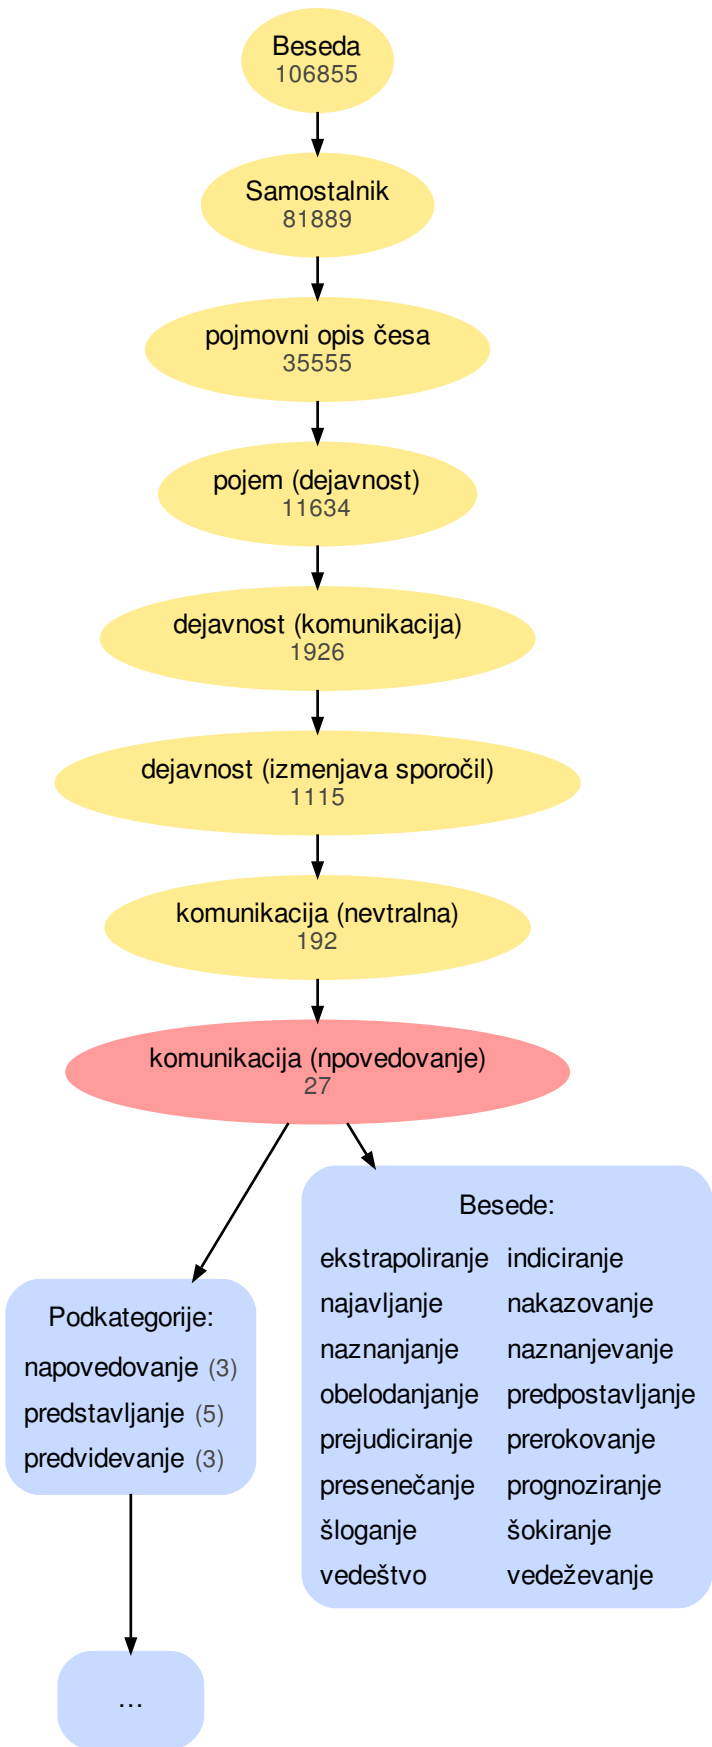 Beseda
106855
Samostalnik
81889
pojmovni opis česa
35555
pojem (dejavnost)
11634
dejavnost (komunikacija)
1926
dejavnost (izmenjava sporočil)
1115
komunikacija (nevtralna)
192
komunikacija (npovedovanje)
27
Podkategorije:
napovedovanje (3)
predstavljanje (5)
predvidevanje (3)
...
Besede:
ekstrapoliranje indiciranje
najavljanje nakazovanje
naznanjanje naznanjevanje
obelodanjanje predpostavljanje
prejudiciranje prerokovanje
presenečanje prognoziranje
šloganje šokiranje
vedeštvo vedeževanje